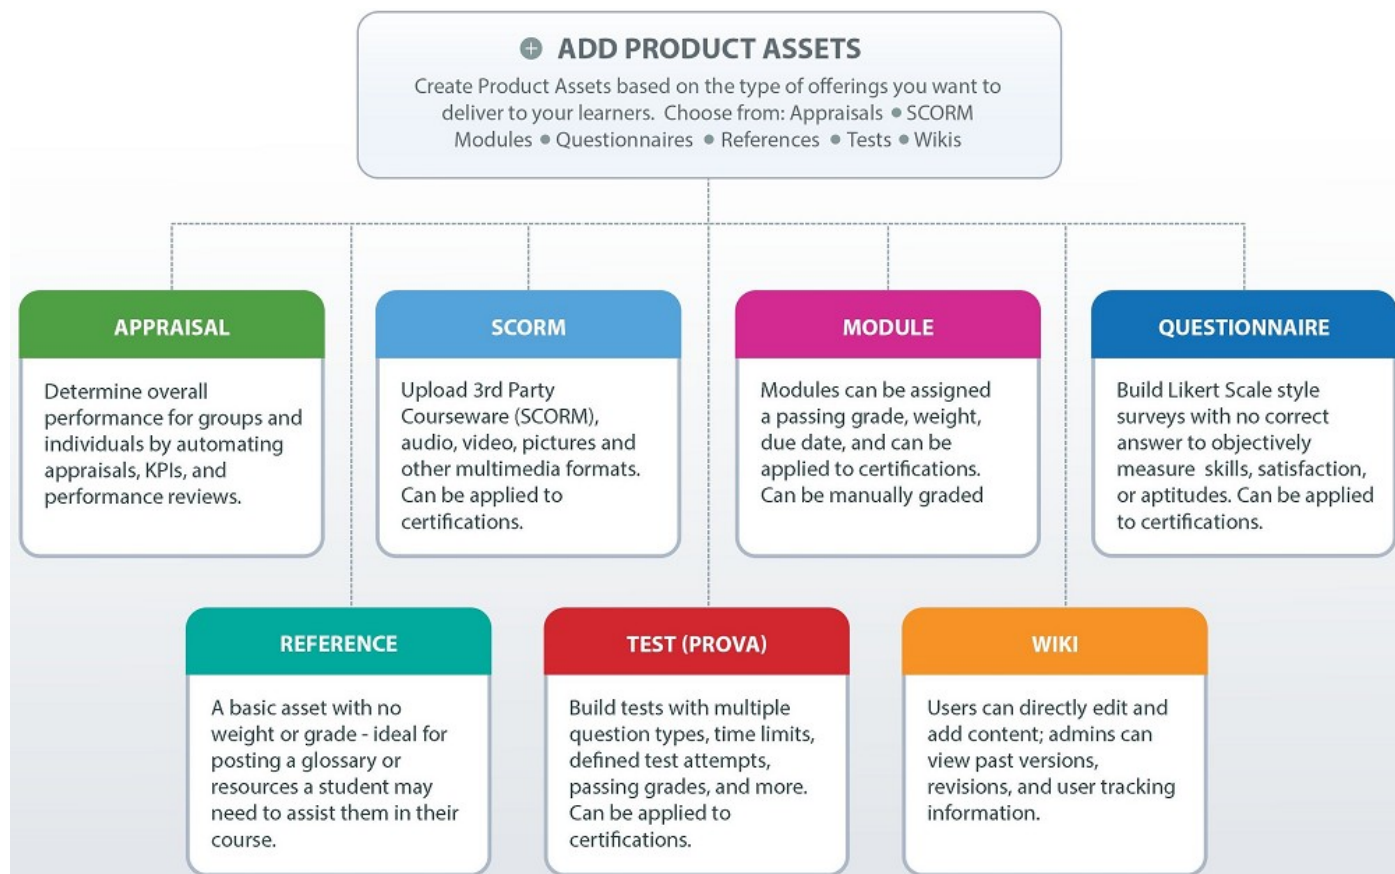 ADD PRODUCT ASSETS
Create Product Assets based on the type of offerings you want to
deliver to your learners. Choose from: Appraisals • SCORM
Modules • Questionnaires • References • Tests • Wikis
APPRAISAL
Determine overall
performance for groups and
individuals by automating
appraisals, KPIs, and
performance reviews.
SCORM
Upload 3rd Party
Courseware (SCORM),
audio, video, pictures and
other multimedia formats.
Can be applied to
certifications.
MODULE
Modules can be assigned
a passing grade, weight,
due date, and can be
applied to certifications.
Can be manually graded
QUESTIONNAIRE
Build Likert Scale style
surveys with no correct
answer to objectively
measure skills, satisfaction,
or aptitudes. Can be applied
to certifications.
REFERENCE
A basic asset with no
weight or grade - ideal for
posting a glossary or
resources a student may
need to assist them in their
course.
TEST (PROVA)
Build tests with multiple
question types, time limits,
defined test attempts,
passing grades, and more.
Can be applied to
certifications.
WIKI
Users can directly edit and
add content; admins can
view past versions,
revisions, and user tracking
information.